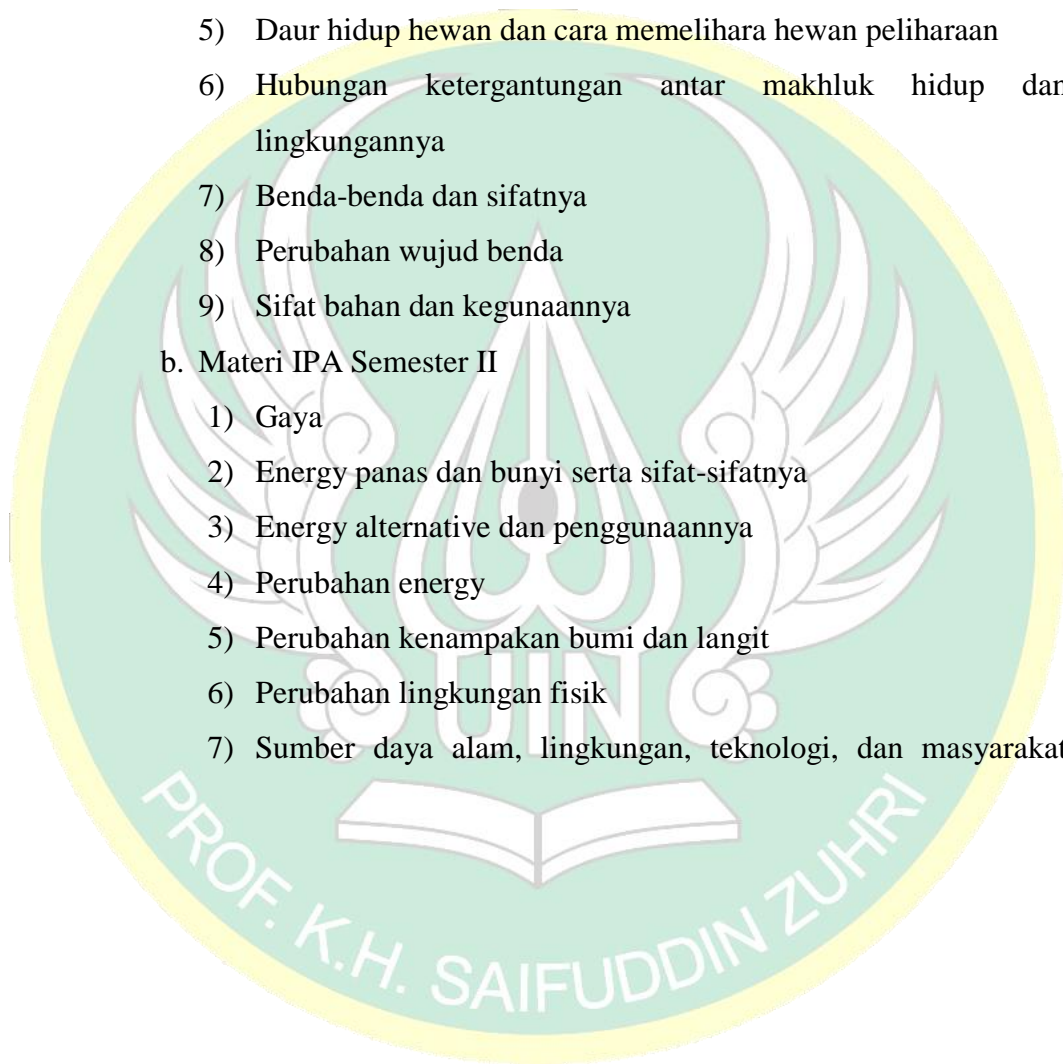 5) Daur hidup hewan dan cara memelihara hewan peliharaan
6) Hubungan ketergantungan antar makhluk hidup dan
lingkungannya
7) Benda-benda dan sifatnya
8) Perubahan wujud benda
9) Sifat bahan dan kegunaannya
b. Materi IPA Semester II
1) Gaya
2) Energy panas dan bunyi serta sifat-sifatnya
3) Energy alternative dan penggunaannya
4) Perubahan energy
5) Perubahan kenampakan bumi dan langit
6) Perubahan lingkungan fisik
7) Sumber daya alam, lingkungan, teknologi, dan masyarakat
UIN
PROF. K.H. SAIFUDDIN ZUHRI